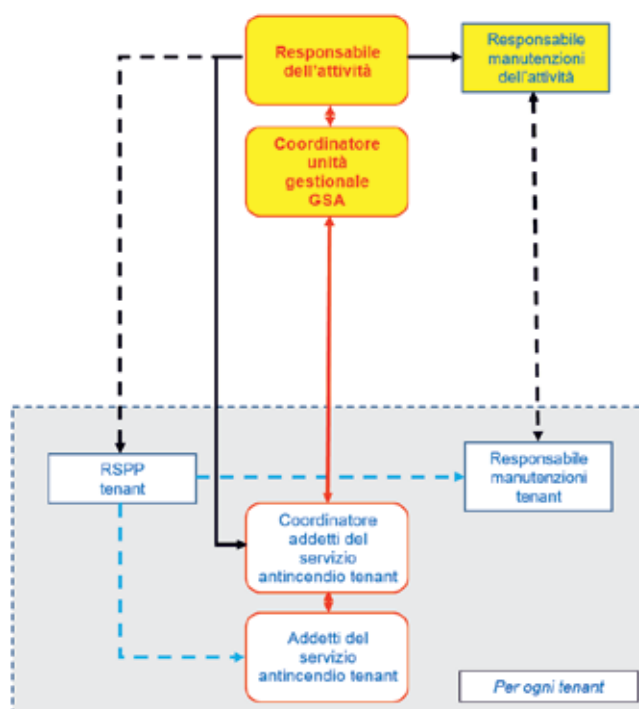 Responsabile
dell'attività
Responsabile
manutenzioni
dell'attività
Coordinatore
unità
gestionale
GSA
RSPP
tenant
Responsabile
manutenzioni
tenant
Coordinatore
addetti del
servizio
antincendio tenant
Addetti del
servizio
antincendio tenant
Per ogni tenant